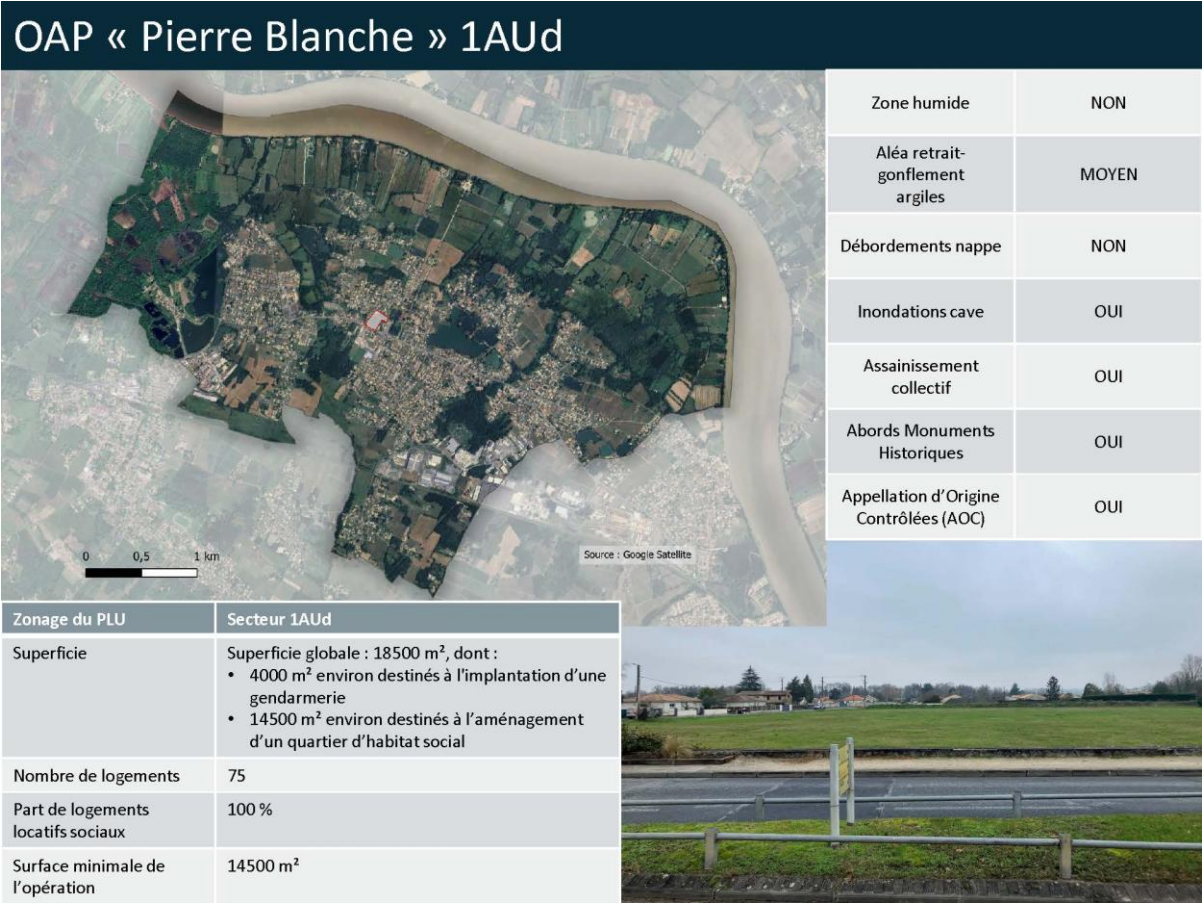 OAP « Pierre Blanche » 1AUd
Zone humide
NON
Aléa retrait-
gonflement
argiles
MOYEN
Débordements nappe
NON
Inondations cave
OUI
Assainissement
collectif
OUI
Abords Monuments
Historiques
OUI
Appellation d'Origine
Contrôlées (AOC)
OUI
0 0,5 1 km
Source : Google Satellite
Zonage du PLU
Secteur 1AUd
Superficie
Superficie globale : 18500 m², dont :
• 4000 m² environ destinés à l'implantation d'une
gendarmerie
• 14500 m² environ destinés à l'aménagement
d'un quartier d'habitat social
Nombre de logements
75
Part de logements
locatifs sociaux
100 %
Surface minimale de
l'opération
14500 m²